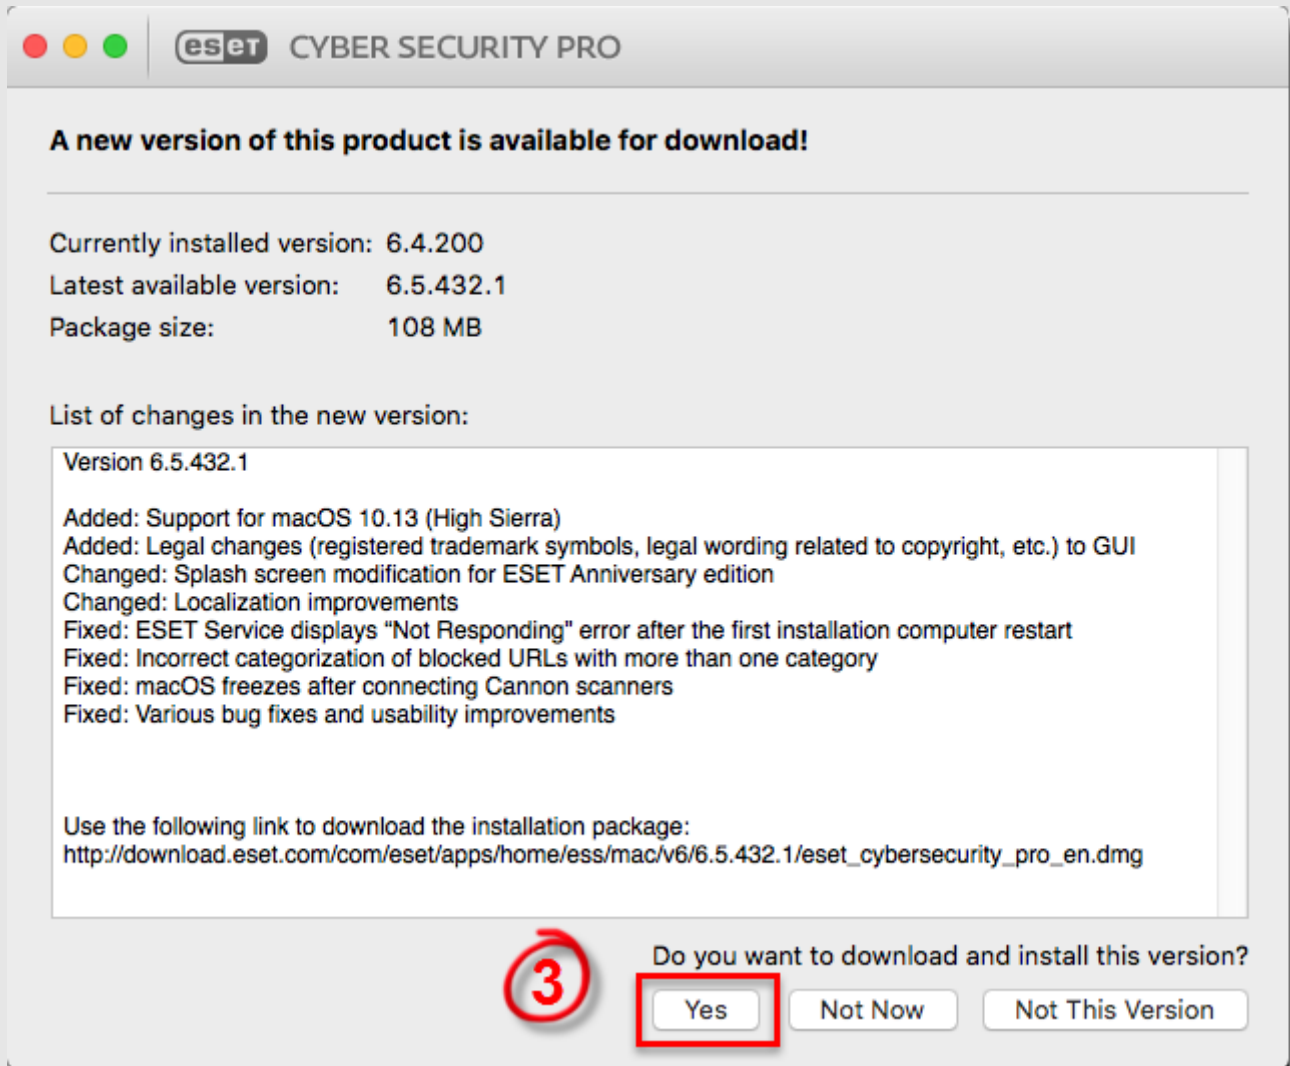 eset CYBER SECURITY PRO
A new version of this product is available for download!
Currently installed version: 6.4.200
Latest available version: 6.5.432.1
Package size: 108 MB
List of changes in the new version:
Version 6.5.432.1
Added: Support for macOS 10.13 (High Sierra)
Added: Legal changes (registered trademark symbols, legal wording related to copyright, etc.) to GUI
Changed: Splash screen modification for ESET Anniversary edition
Changed: Localization improvements
Fixed: ESET Service displays “Not Responding" error after the first installation computer restart
Fixed: Incorrect categorization of blocked URLs with more than one category
Fixed: macOS freezes after connecting Cannon scanners
Fixed: Various bug fixes and usability improvements
Use the following link to download the installation package:
http://download.eset.com/com/eset/apps/home/ess/mac/v6/6.5.432.1/eset_cybersecurity_pro_en.dmg
Do you want to download and install this version?
3 Yes Not Now Not This Version